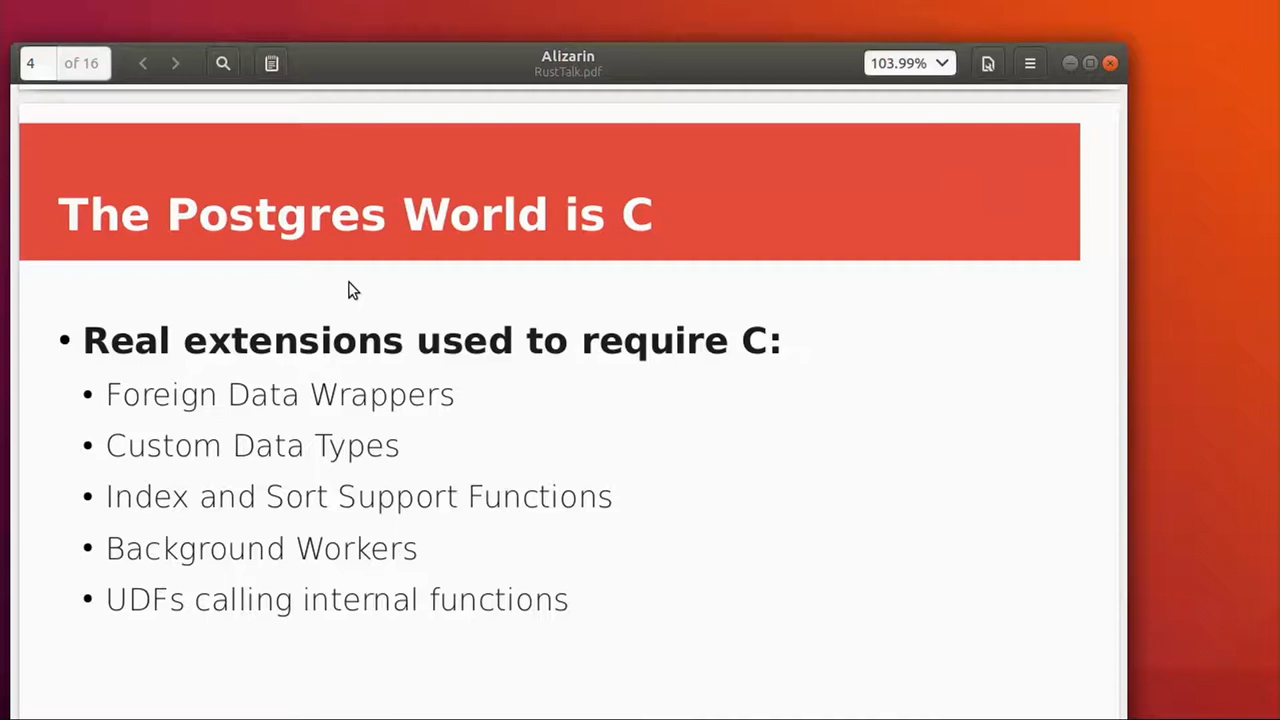 4 of 16
Alizarin
RustTalk.pdf
103.99%
The Postgres World is C
• Real extensions used to require C:
• Foreign Data Wrappers
• Custom Data Types
• Index and Sort Support Functions
• Background Workers
• UDFs calling internal functions